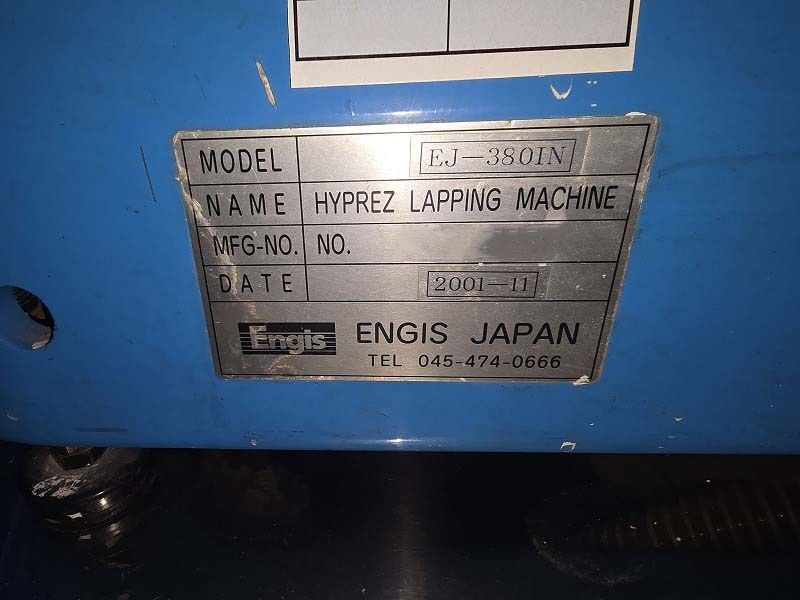 MODEL EJ-380IN
NAME HYPREZ LAPPING MACHINE
MFG-NO. NO.
DATE 2001-11
Engis ENGIS JAPAN
TEL 045-474-0666